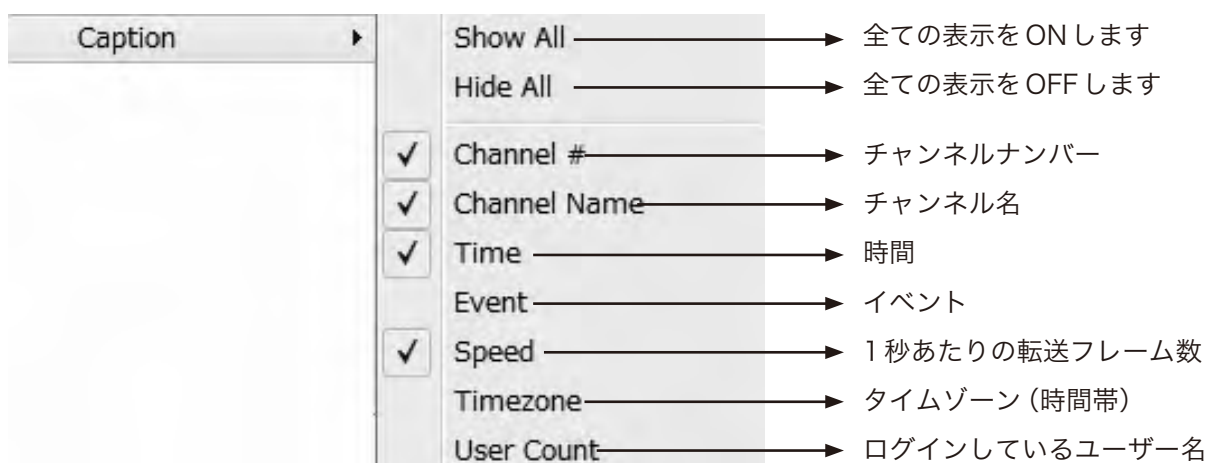 Caption
Show All 全ての表示をONします
Hide All 全ての表示をOFFします
Channel # チャンネルナンバー
Channel Name チャンネル名
Time 時間
Event イベント
Speed 1秒あたりの転送フレーム数
Timezone タイムゾーン（時間帯）
User Count ログインしているユーザー名